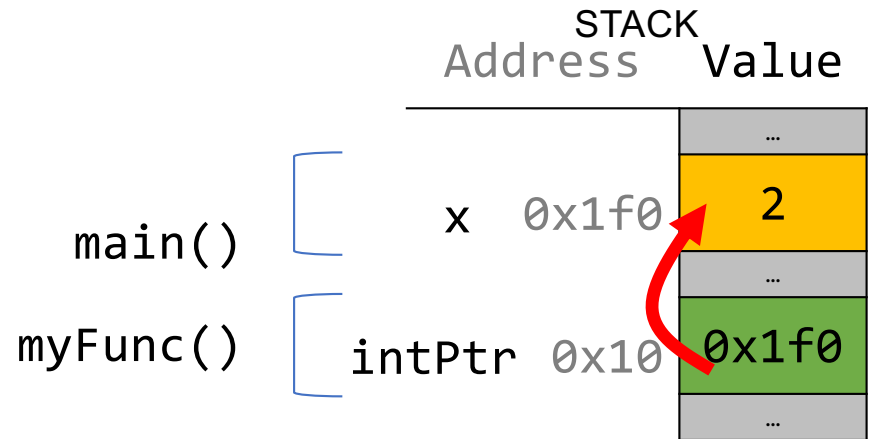 STACK
Address Value
…
main() x 0x1f0 2
…
myFunc() intPtr 0x10 0x1f0
…